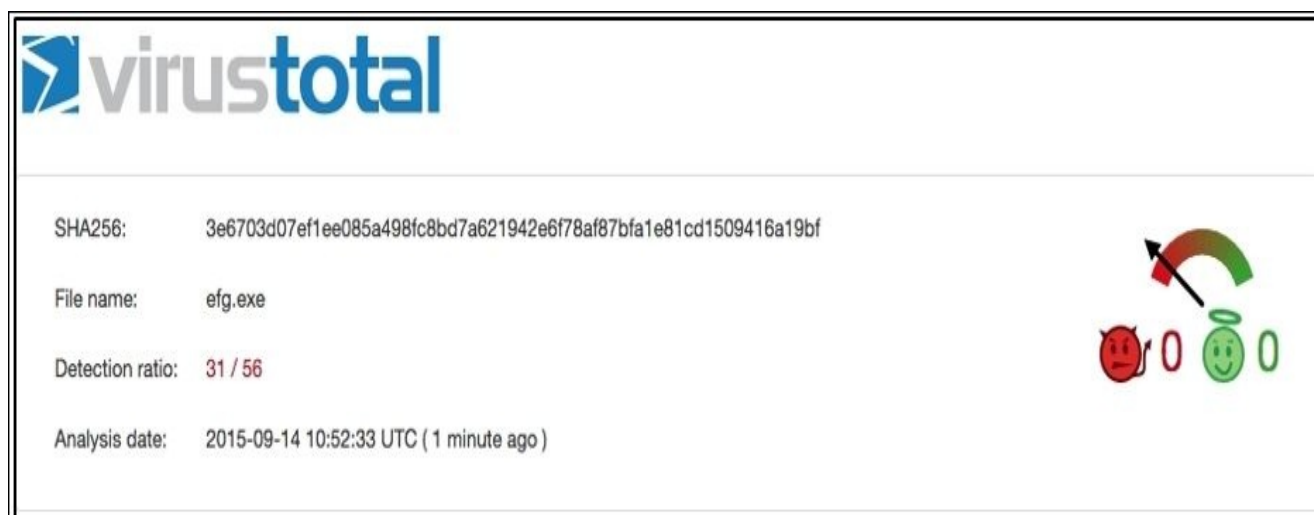 virustotal
SHA256: 3e6703d07ef1ee085a498fc8bd7a621942e6f78af87bfa1e81cd1509416a19bf
File name: efg.exe
Detection ratio: 31 / 56
0 0
Analysis date: 2015-09-14 10:52:33 UTC ( 1 minute ago )